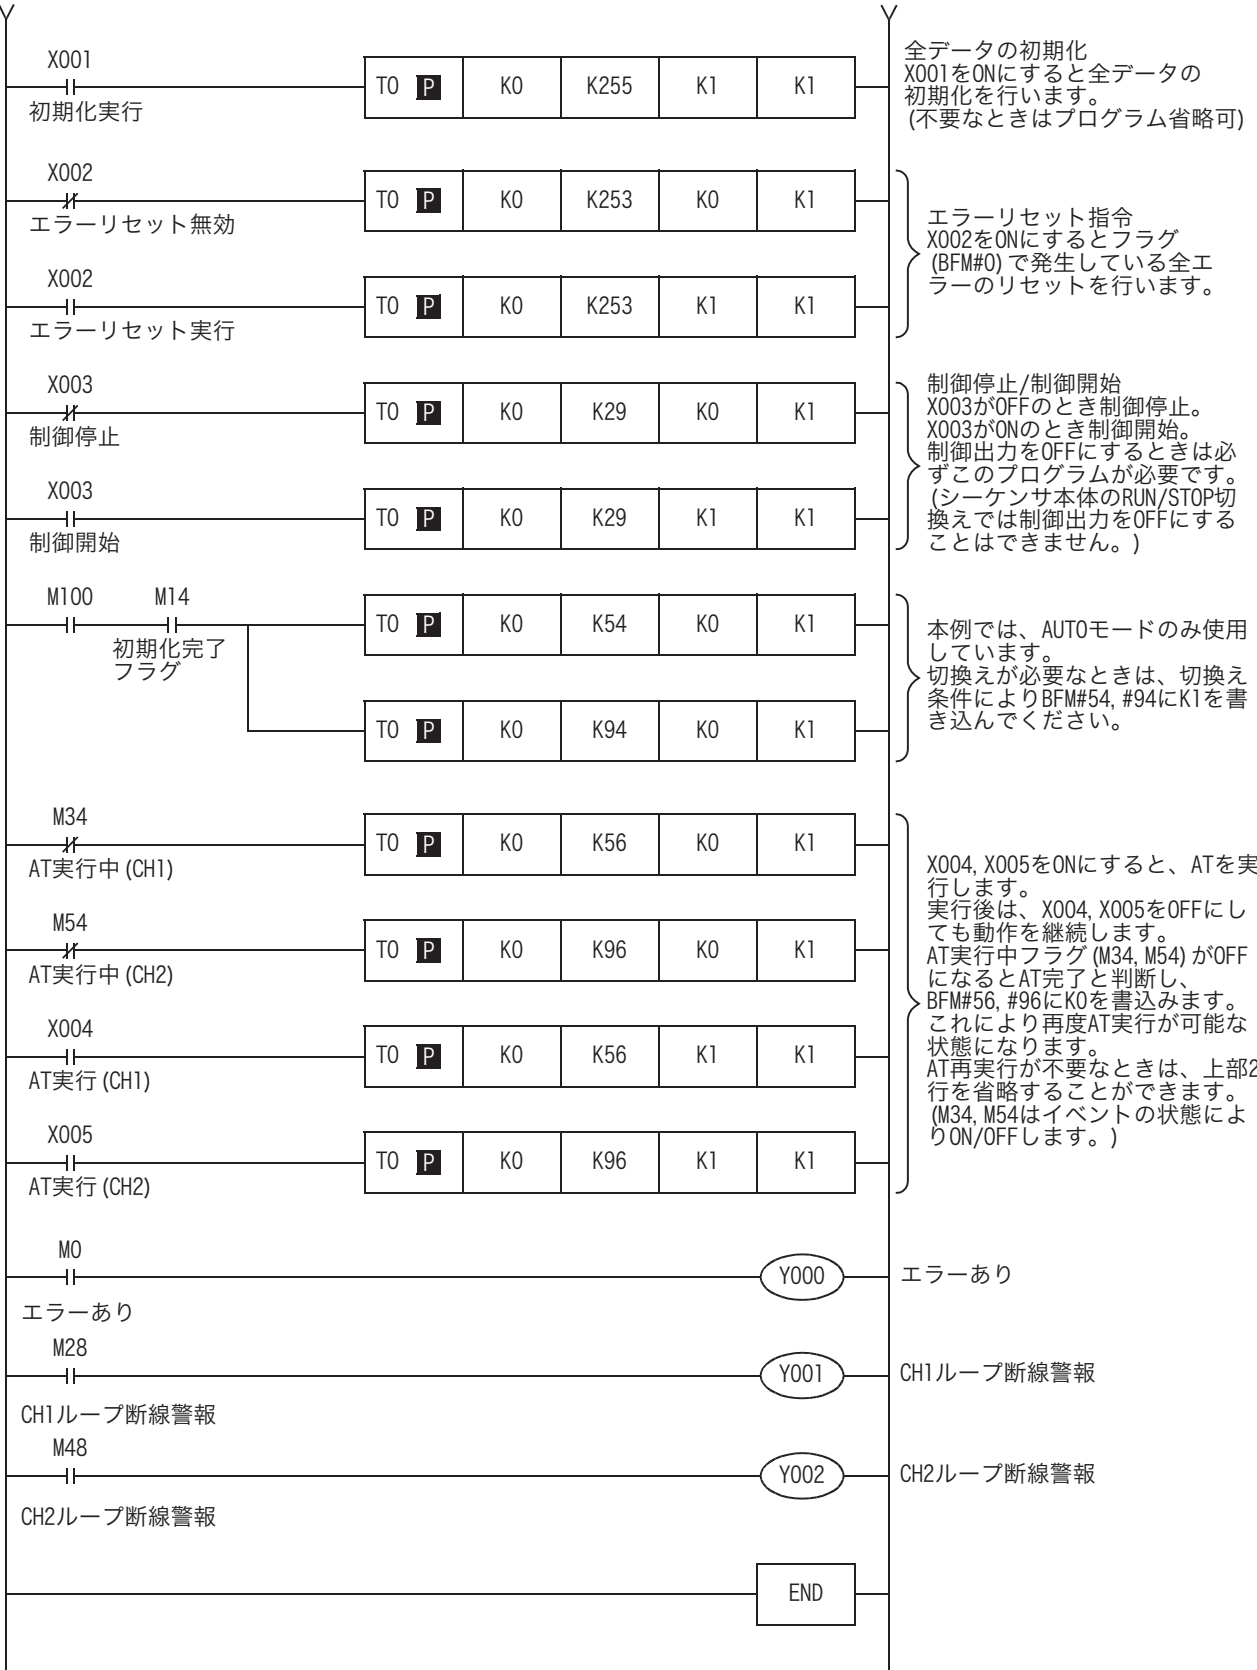 X001
初期化実行
TO P K0 K255 K1 K1
全データの初期化
X001をONにすると全データの
初期化を行います。
(不要なときはプログラム省略可)
X002
エラーリセット無効
TO P K0 K253 K0 K1
X002
エラーリセット実行
TO P K0 K253 K1 K1
エラーリセット指令
X002をONにするとフラグ
(BFM#0)で発生している全エ
ラーのリセットを行います。
X003
制御停止
TO P K0 K29 K0 K1
X003
制御開始
TO P K0 K29 K1 K1
制御停止/制御開始
X003がOFFのとき制御停止。
X003がONのとき制御開始。
制御出力をOFFにするときは必
ずこのプログラムが必要です。
(シーケンサ本体のRUN/STOP切
換えでは制御出力をOFFにする
ことはできません。)
M100 M14
初期化完了
フラグ
TO P K0 K54 K0 K1
TO P K0 K94 K0 K1
本例では、AUTOモードのみ使用
しています。
切換えが必要なときは、切換え
条件によりBFM#54, #94にK1を書
き込んでください。
M34
AT実行中(CH1)
TO P K0 K56 K0 K1
M54
AT実行中(CH2)
TO P K0 K96 K0 K1
X004
AT実行(CH1)
TO P K0 K56 K1 K1
X005
AT実行(CH2)
TO P K0 K96 K1 K1
X004, X005をONにすると、ATを実
行します。
実行後は、X004, X005をOFFにし
ても動作を継続します。
AT実行中フラグ(M34, M54)がOFF
になるとAT完了と判断し、
BFM#56, #96にK0を書込みます。
これにより再度AT実行が可能な
状態になります。
AT再実行が不要なときは、上部2
行を省略することができます。
(M34, M54はイベントの状態によ
りON/OFFします。)
M0
エラーあり
Y000
エラーあり
M28
CH1ループ断線警報
Y001
CH1ループ断線警報
M48
CH2ループ断線警報
Y002
CH2ループ断線警報
END